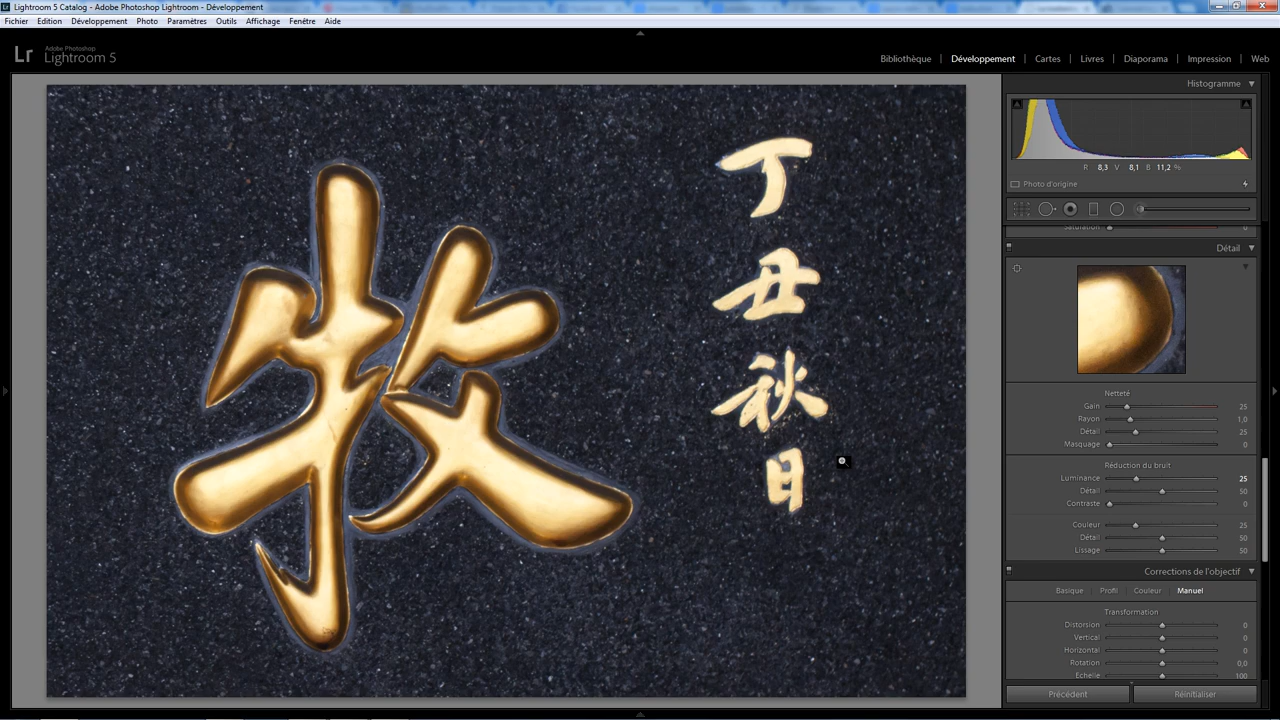 Lightroom 5 Catalog - Adobe Photoshop Lightroom - Développement
Fichier Edition Développement Photo Paramètres Outils Affichage Fenêtre Aide
Lr Adobe Photoshop
Lightroom 5
Bibliothèque | Développement | Cartes | Livres | Diaporama | Impression | Web
牧
丁
丑
秋
日
Histogramme
R 8,3 V 8,1 B 11,2 %
Photo d'origine
Saturation 0
Détail
Netteté
Gain 25
Rayon 1,0
Détail 25
Masquage 0
Réduction du bruit
Luminance 25
Détail 50
Contraste 0
Couleur 25
Détail 50
Lissage 50
Corrections de l'objectif
Basique Profil Couleur Manuel
Transformation
Distorsion 0
Vertical 0
Horizontal 0
Rotation 0,0
Echelle 100
Précédent Réinitialiser